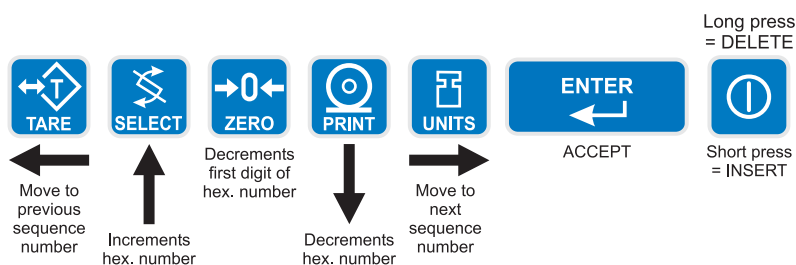 Long press
= DELETE
TARE
SELECT
→0←
ZERO
PRINT
UNITS
ENTER
Move to
previous
sequence
number
Increments
hex. number
Decrements
first digit of
hex. number
Decrements
hex. number
Move to
next
sequence
number
ACCEPT
Short press
= INSERT
T